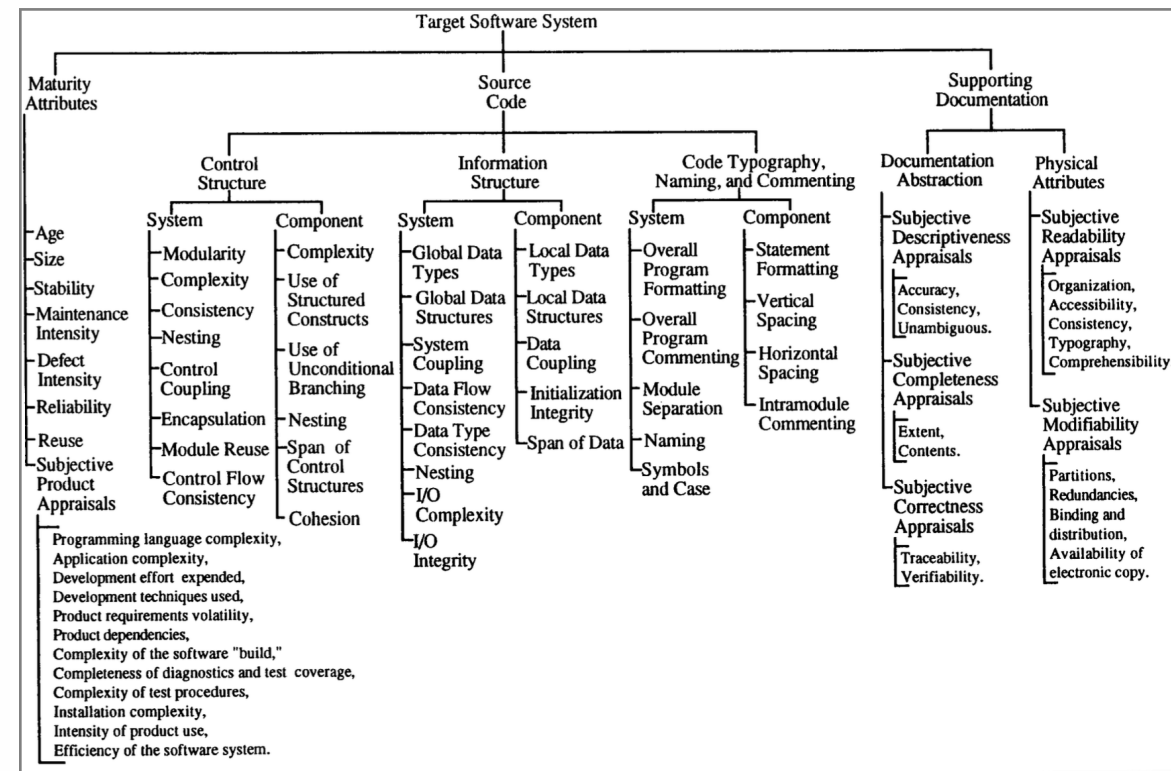 Target Software System
Maturity
Attributes
Age
Size
Stability
Maintenance
Intensity
Defect
Intensity
Reliability
Reuse
Subjective
Product
Appraisals
Programming language complexity,
Application complexity,
Development effort expended,
Development techniques used,
Product requirements volatility,
Product dependencies,
Complexity of the software "build,"
Completeness of diagnostics and test coverage,
Complexity of test procedures,
Installation complexity,
Intensity of product use,
Efficiency of the software system.
Source
Code
Control
Structure
System
Modularity
Complexity
Consistency
Nesting
Control
Coupling
Encapsulation
Module Reuse
Control Flow
Consistency
Component
Complexity
Use of
Structured
Constructs
Use of
Unconditional
Branching
Nesting
Span of
Control
Structures
Cohesion
Information
Structure
System
Global Data
Types
Global Data
Structures
System
Coupling
Data Flow
Consistency
Data Type
Consistency
Nesting
I/O
Complexity
I/O
Integrity
Component
Local Data
Types
Local Data
Structures
Data
Coupling
Initialization
Integrity
Span of Data
Code Typography,
Naming, and Commenting
System
Overall
Program
Formatting
Overall
Program
Commenting
Module
Separation
Naming
Symbols
and Case
Component
Statement
Formatting
Vertical
Spacing
Horizontal
Spacing
Intramodule
Commenting
Supporting
Documentation
Documentation
Abstraction
Subjective
Descriptiveness
Appraisals
Accuracy,
Consistency,
Unambiguous.
Subjective
Completeness
Appraisals
Extent,
Contents.
Subjective
Correctness
Appraisals
Traceability,
Verifiability.
Physical
Attributes
Subjective
Readability
Appraisals
Organization,
Accessibility,
Consistency,
Typography,
Comprehensibility
Subjective
Modifiability
Appraisals
Partitions,
Redundancies,
Binding and
distribution,
Availability of
electronic copy.